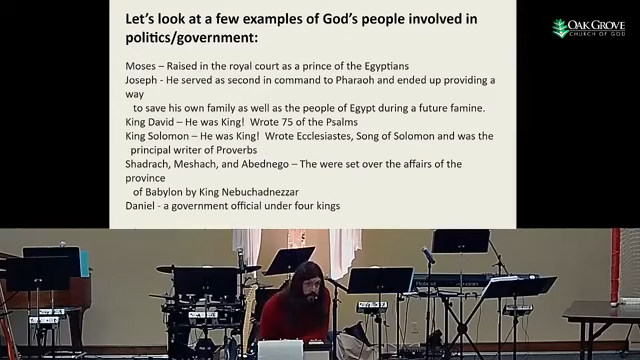 Let's look at a few examples of God's people involved in
politics/government:
Moses – Raised in the royal court as a prince of the Egyptians
Joseph - He served as second in command to Pharaoh and ended up providing a
way
to save his own family as well as the people of Egypt during a future famine.
King David – He was King! Wrote 75 of the Psalms
King Solomon – He was King! Wrote Ecclesiastes, Song of Solomon and was the
principal writer of Proverbs
Shadrach, Meshach, and Abednego – The were set over the affairs of the
province
of Babylon by King Nebuchadnezzar
Daniel - a government official under four kings
OAK GROVE
CHURCH OF GOD